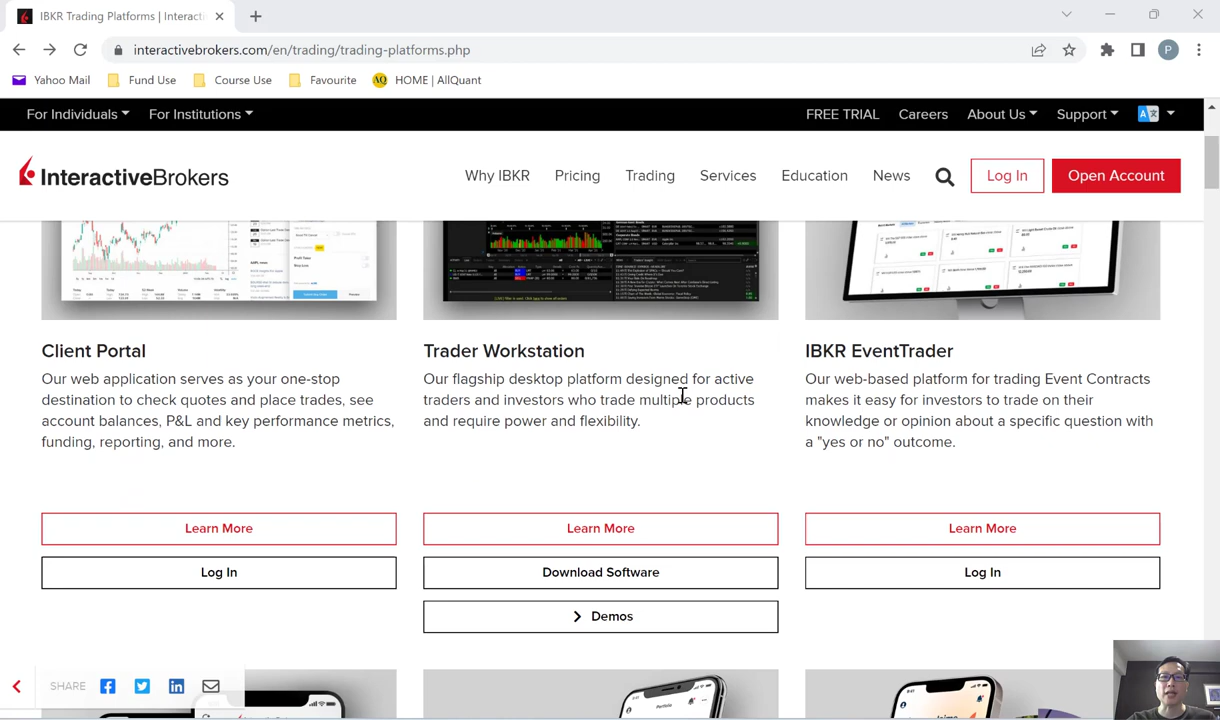 IBKR Trading Platforms | Interacti
interactivebrokers.com/en/trading/trading-platforms.php
P
Yahoo Mail
Fund Use
Course Use
Favourite
AQ
HOME | AllQuant
For Individuals
For Institutions
FREE TRIAL
Careers
About Us
Support
InteractiveBrokers
Why IBKR
Pricing
Trading
Services
Education
News
Log In
Open Account
Client Portal
Our web application serves as your one-stop
destination to check quotes and place trades, see
account balances, P&L and key performance metrics,
funding, reporting, and more.
Learn More
Log In
Trader Workstation
Our flagship desktop platform designed for active
traders and investors who trade multiple products
and require power and flexibility.
Learn More
Download Software
Demos
IBKR EventTrader
Our web-based platform for trading Event Contracts
makes it easy for investors to trade on their
knowledge or opinion about a specific question with
a "yes or no" outcome.
Learn More
Log In
SHARE
Portfolio